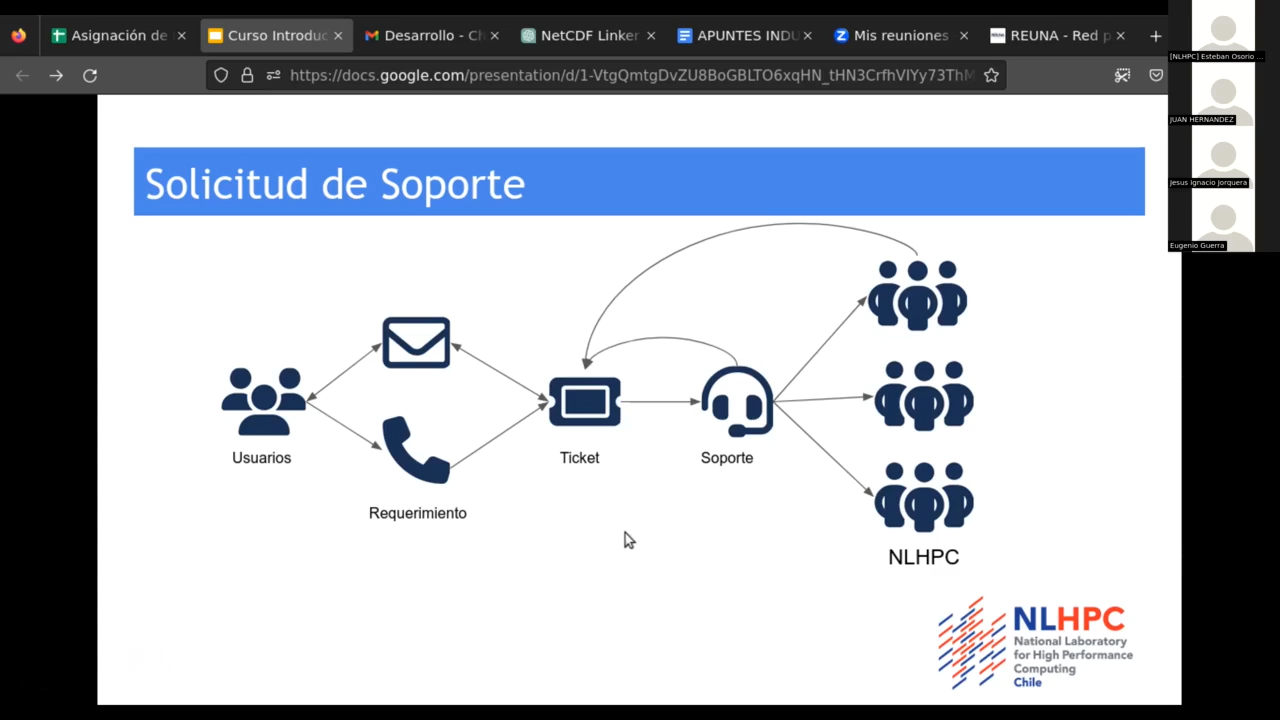 Asignación de
Curso Introduc
Desarrollo - Ch
NetCDF Linker
APUNTES INDU
Mis reuniones
REUNA - Red p
https://docs.google.com/presentation/d/1-VtgQmtgDvZU8BoGBLTO6xqHN_tHN3CrfhVIYy73ThM
[NLHPC] Esteban Osorio ...
JUAN HERNANDEZ
Jesus Ignacio Jorquera
Eugenio Guerra
Solicitud de Soporte
Usuarios
Requerimiento
Ticket
Soporte
NLHPC
NLHPC
National Laboratory
for High Performance
Computing
Chile